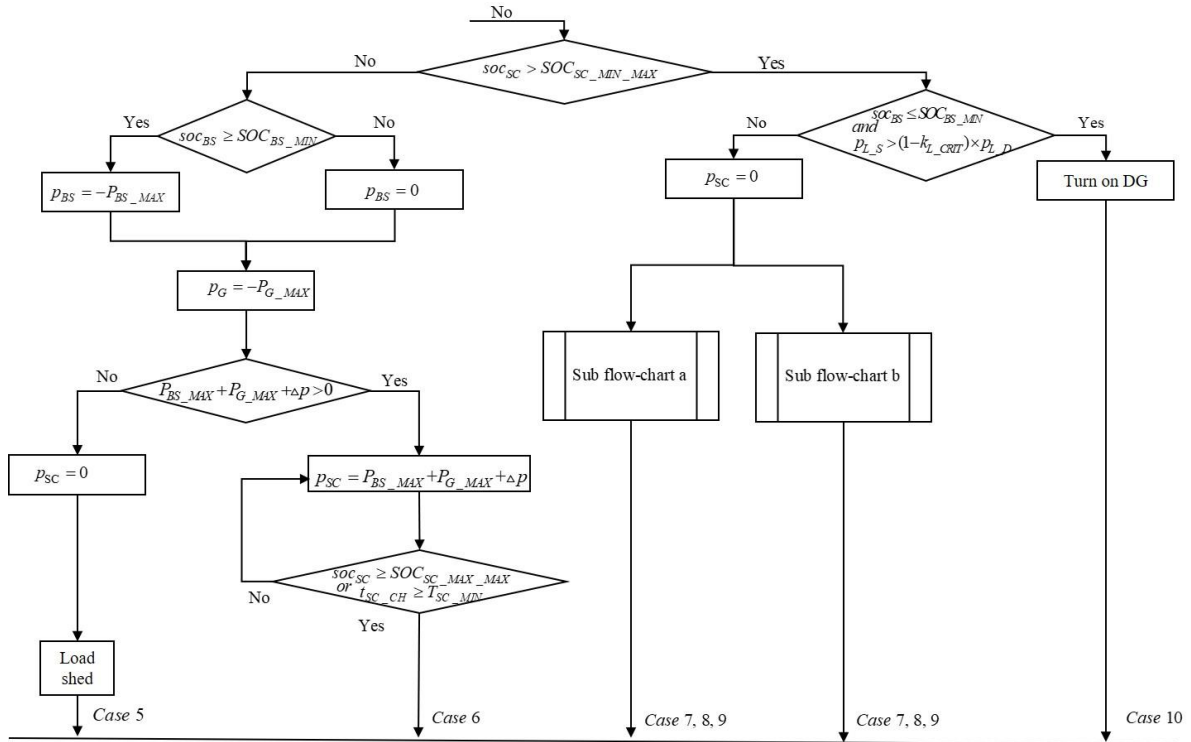 No
No
soc_SC > SOC_SC_MIN_MAX
Yes
Yes
soc_BS ≥ SOC_BS_MIN
No
No
soc_BS ≤ SOC_BS_MIN
and
p_L_S > (1−k_L_CRIT)×p_L_D
Yes
p_BS = −P_BS_MAX
p_BS = 0
p_SC = 0
Turn on DG
p_G = −P_G_MAX
No
P_BS_MAX + P_G_MAX + △p > 0
Yes
Sub flow-chart a
Sub flow-chart b
p_SC = 0
p_SC = P_BS_MAX + P_G_MAX + △p
soc_SC ≥ SOC_SC_MAX_MAX
or t_SC_CH ≥ T_SC_MIN
No
Yes
Load
shed
Case 5
Case 6
Case 7, 8, 9
Case 7, 8, 9
Case 10